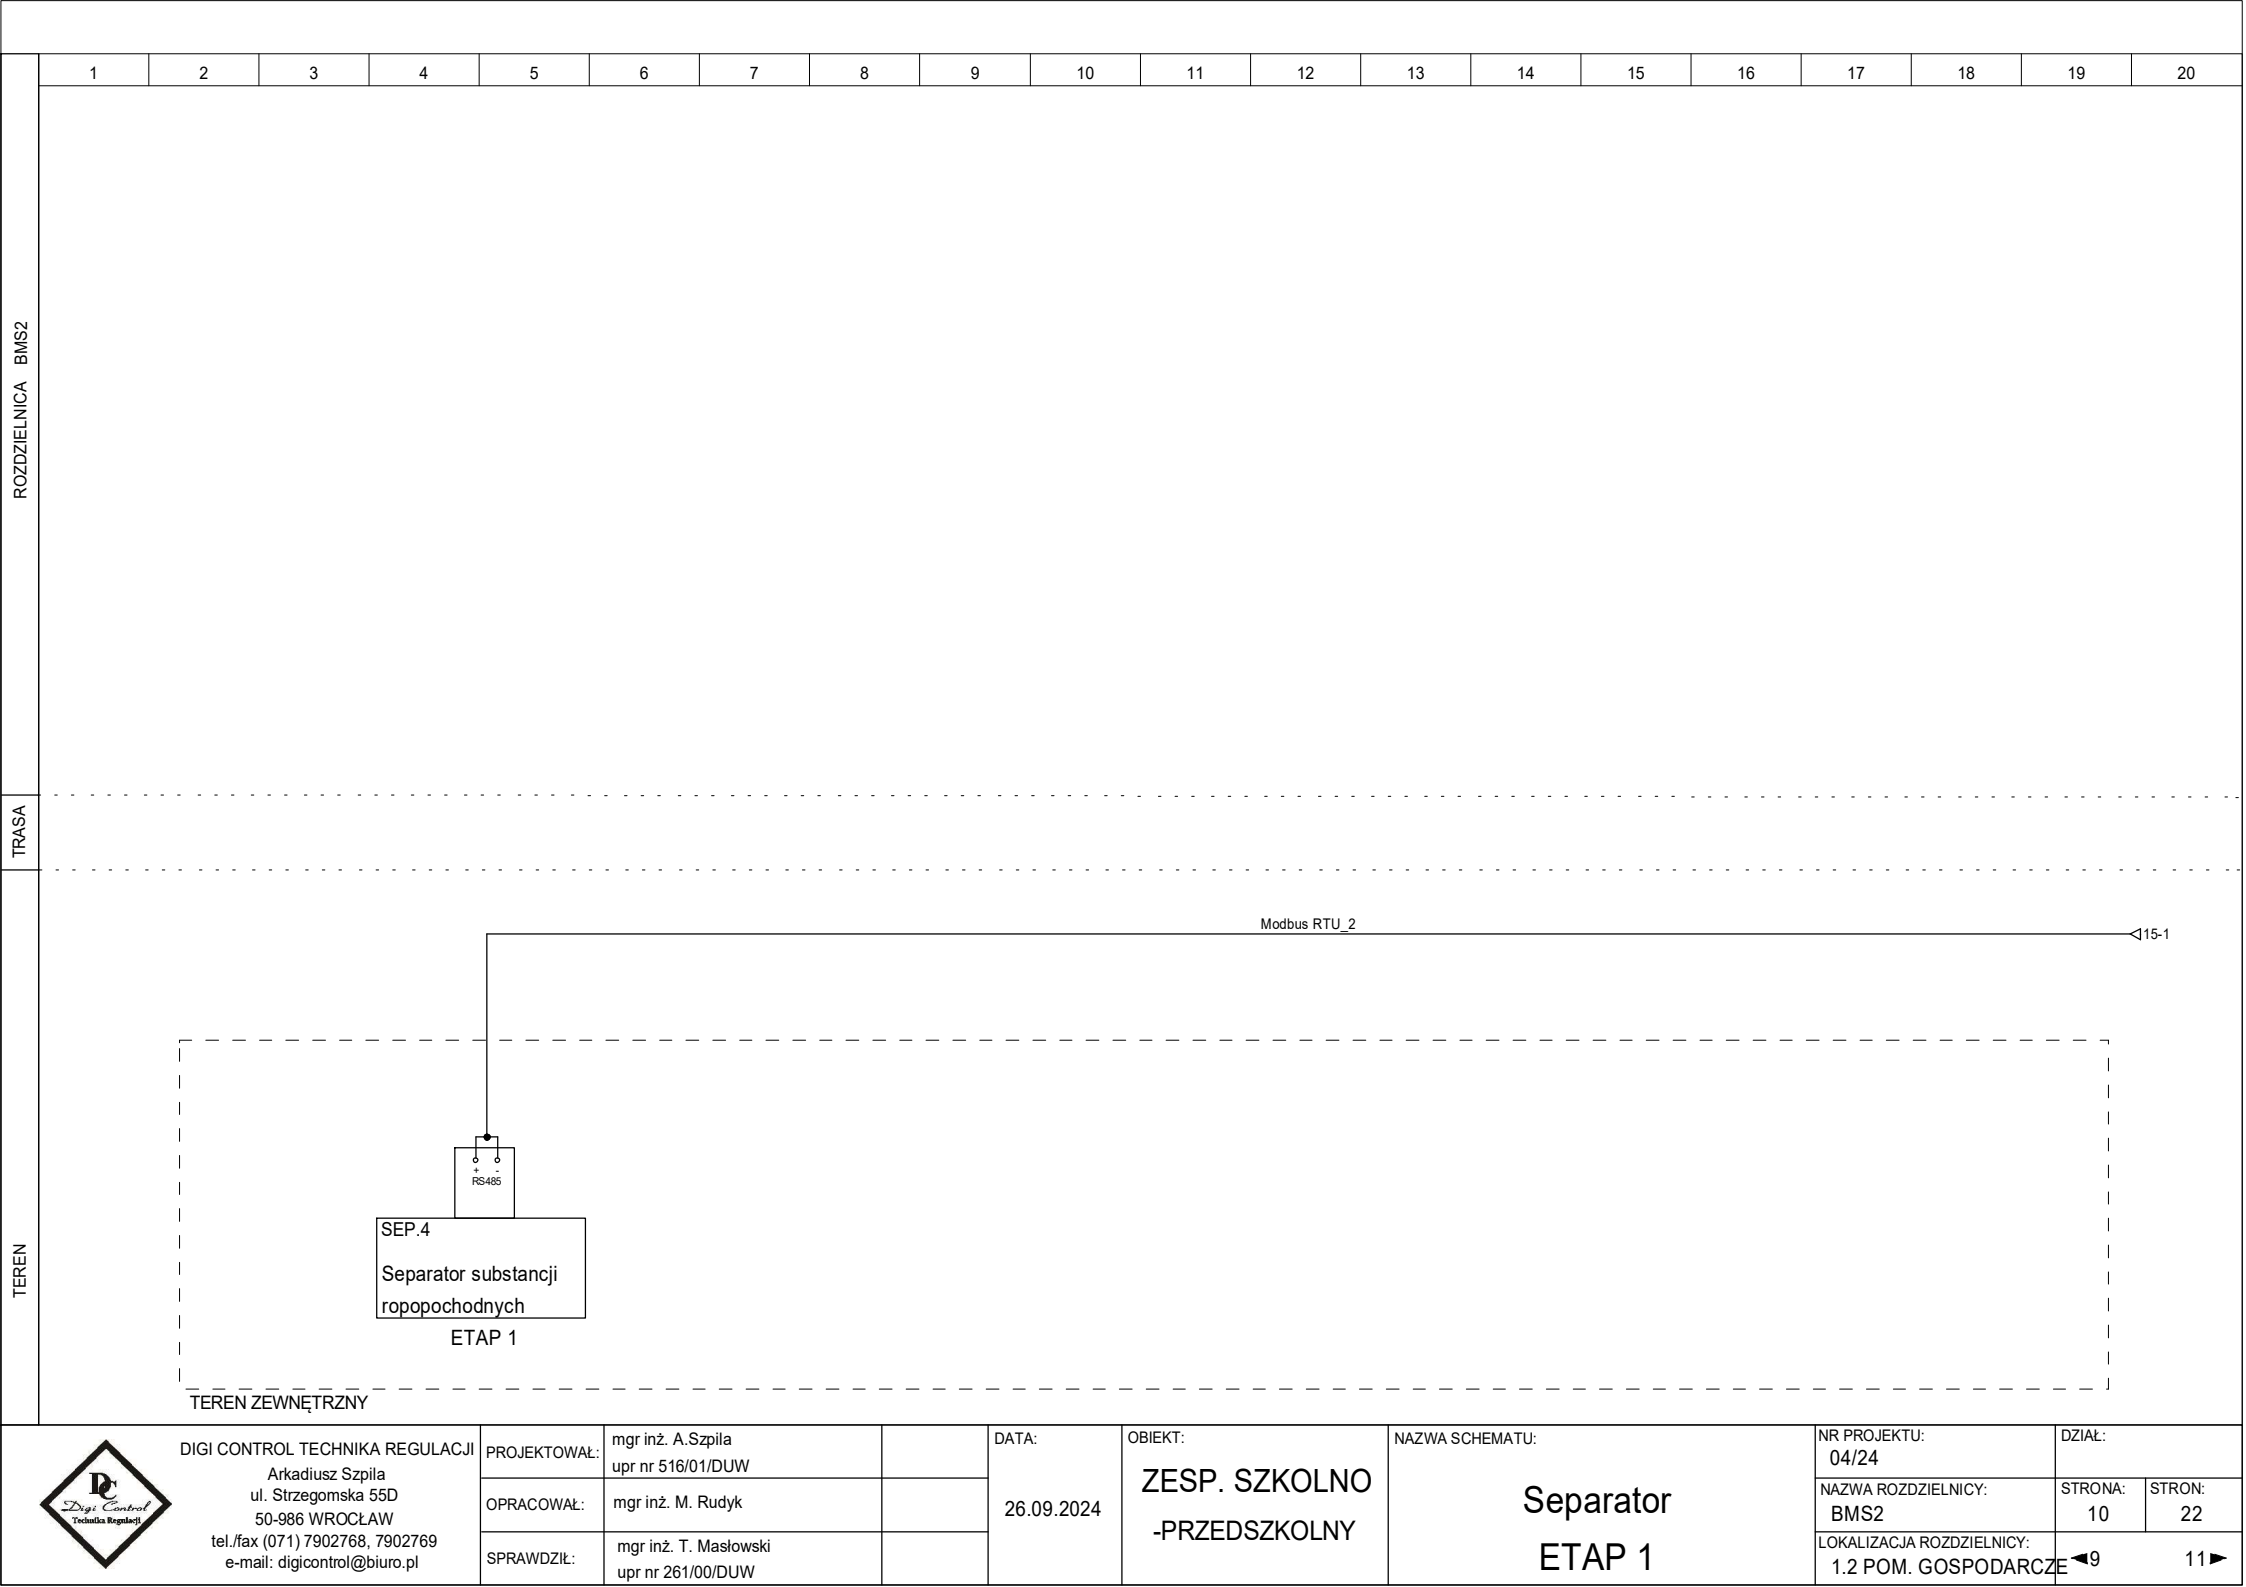 1 2 3 4 5 6 7 8 9 10 11 12 13 14 15 16 17 18 19 20
ROZDZIELNICA BMS2
TRASA
TEREN
Modbus RTU_2
15-1
+ -
RS485
SEP.4
Separator substancji
ropopochodnych
ETAP 1
TEREN ZEWNĘTRZNY
DC
Digi Control
Technika Regulacji
DIGI CONTROL TECHNIKA REGULACJI
Arkadiusz Szpila
ul. Strzegomska 55D
50-986 WROCŁAW
tel./fax (071) 7902768, 7902769
e-mail: digicontrol@biuro.pl
PROJEKTOWAŁ:
mgr inż. A.Szpila
upr nr 516/01/DUW
OPRACOWAŁ:
mgr inż. M. Rudyk
SPRAWDZIŁ:
mgr inż. T. Masłowski
upr nr 261/00/DUW
DATA:
26.09.2024
OBIEKT:
ZESP. SZKOLNO
-PRZEDSZKOLNY
NAZWA SCHEMATU:
Separator
ETAP 1
NR PROJEKTU:
04/24
DZIAŁ:
NAZWA ROZDZIELNICY:
BMS2
STRONA:
10
STRON:
22
LOKALIZACJA ROZDZIELNICY:
1.2 POM. GOSPODARCZE
9
11